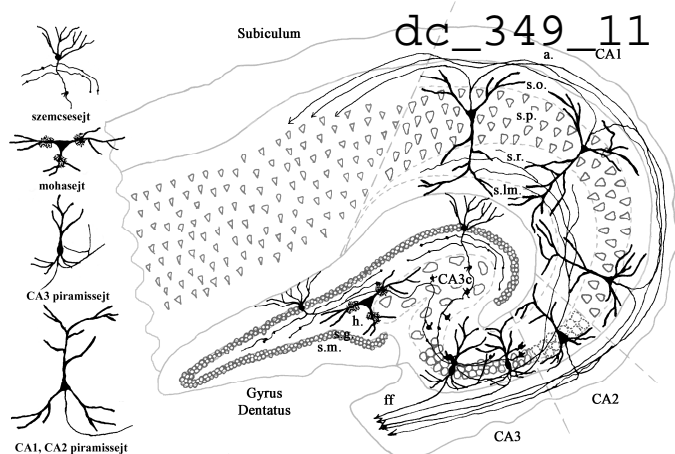 dc_349_11
Subiculum
a.
CA1
s.o.
s.p.
s.r.
s.lm.
szemcsesejt
mohasejt
CA3 piramissejt
CA1, CA2 piramissejt
CA3c
h.
s.g.
s.m.
Gyrus
Dentatus
ff
CA3
CA2